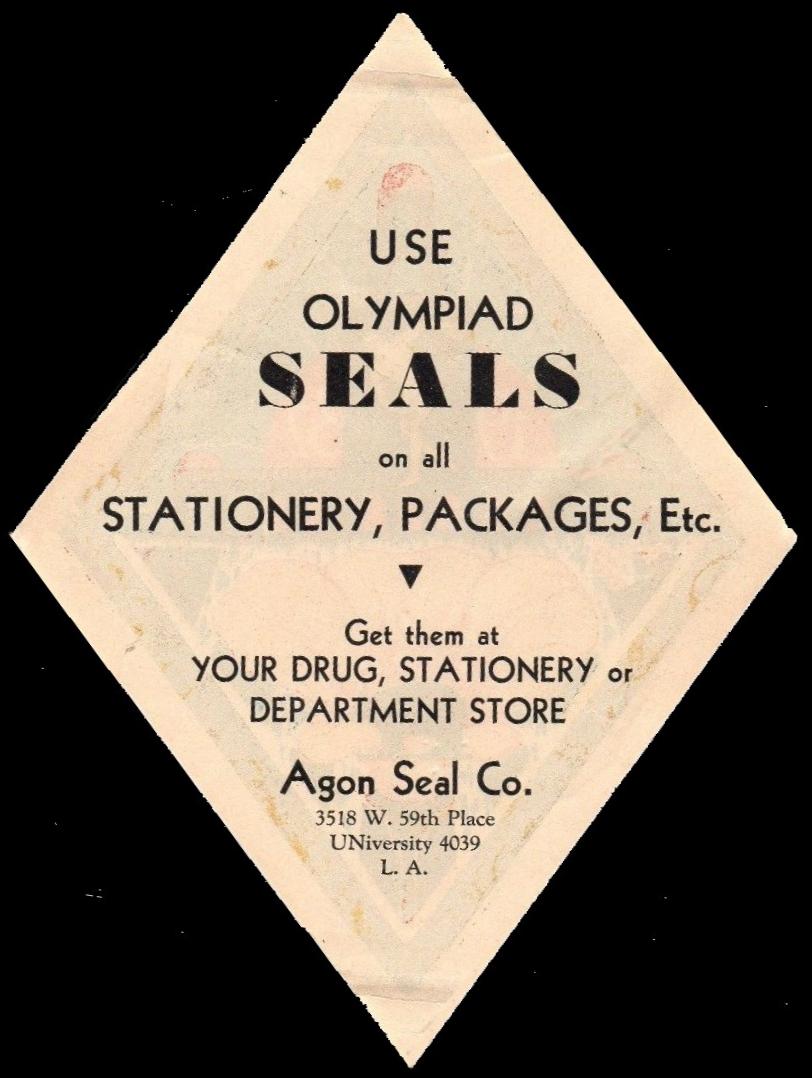 USE
OLYMPIAD
SEALS
on all
STATIONERY, PACKAGES, Etc.
Get them at
YOUR DRUG, STATIONERY or
DEPARTMENT STORE
Agon Seal Co.
3518 W. 59th Place
UNiversity 4039
L. A.